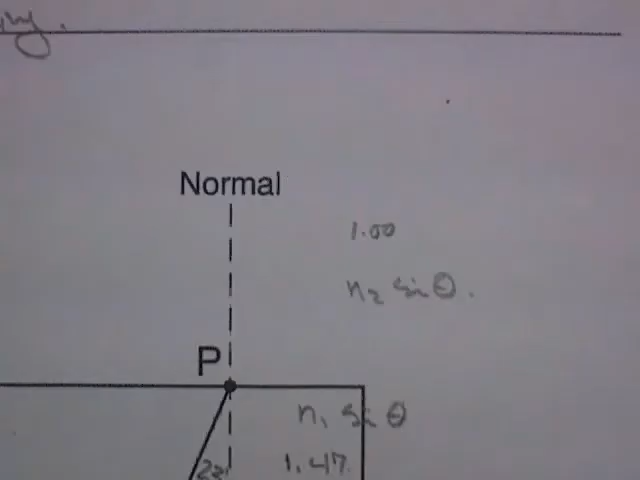 Normal
1.00
n₂ sin θ.
P
n₁ sin θ
1.47